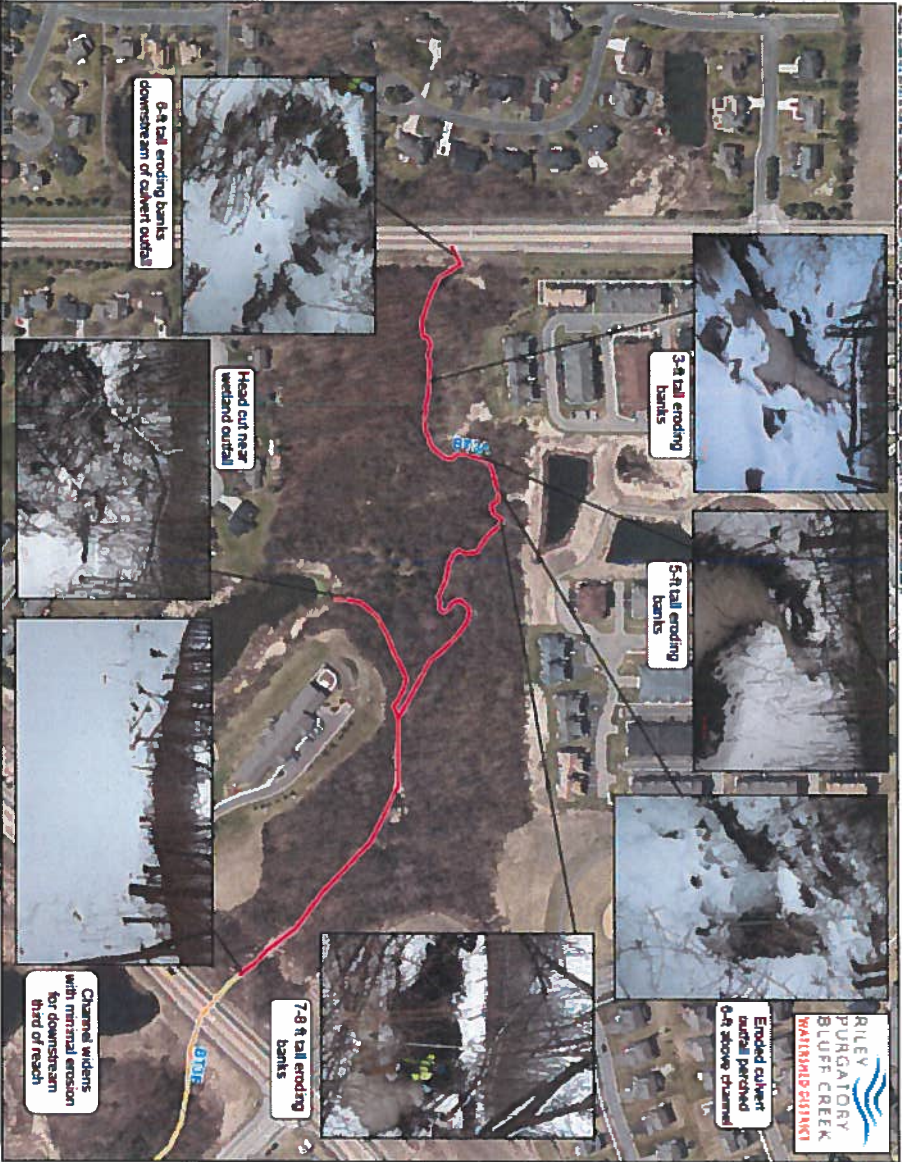 RILEY
PURGATORY
BLUFF CREEK
WATERSHED DISTRICT
Eroded culvert
outfall perched
6-ft above channel
3-ft tall eroding
banks
5-ft tall eroding
banks
7-8 ft tall eroding
banks
Head cut near
wetland outfall
6-ft tall eroding banks
downstream of culvert outfall
Channel widens
with minimal erosion
for downstream
third of reach